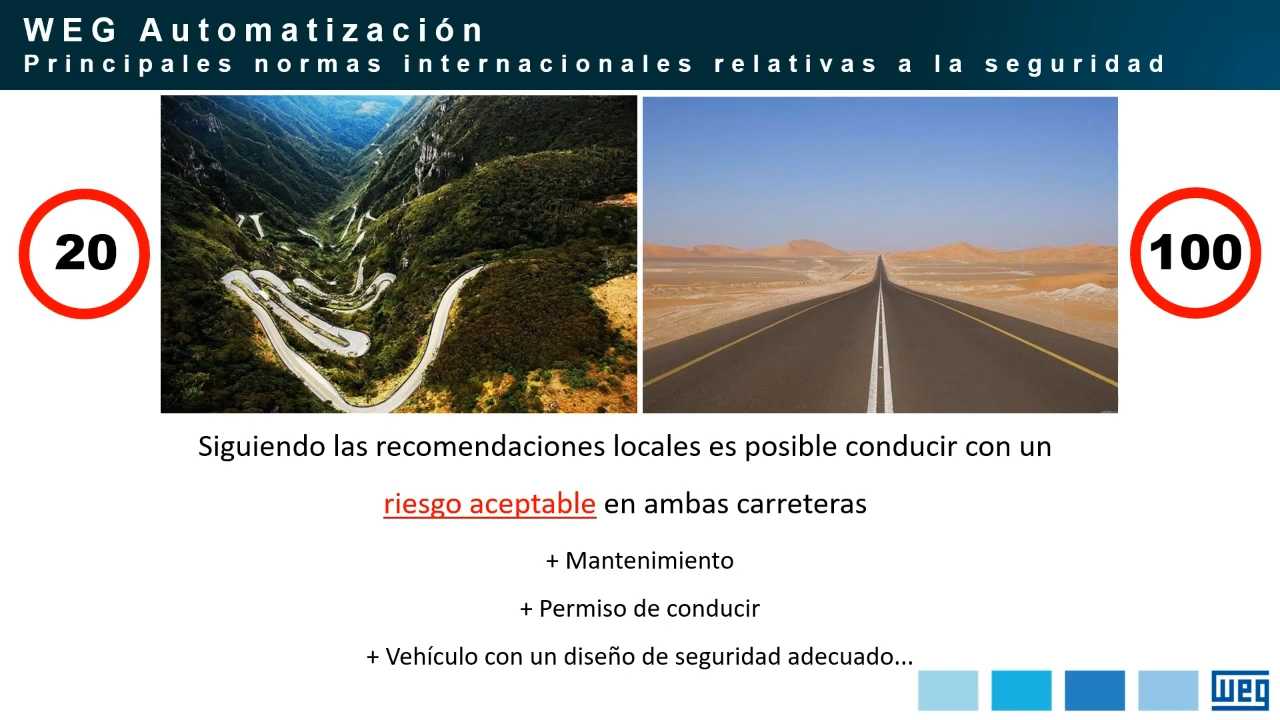 WEG Automatización
Principales normas internacionales relativas a la seguridad
20
100
Siguiendo las recomendaciones locales es posible conducir con un
riesgo aceptable en ambas carreteras
+ Mantenimiento
+ Permiso de conducir
+ Vehículo con un diseño de seguridad adecuado...
weg